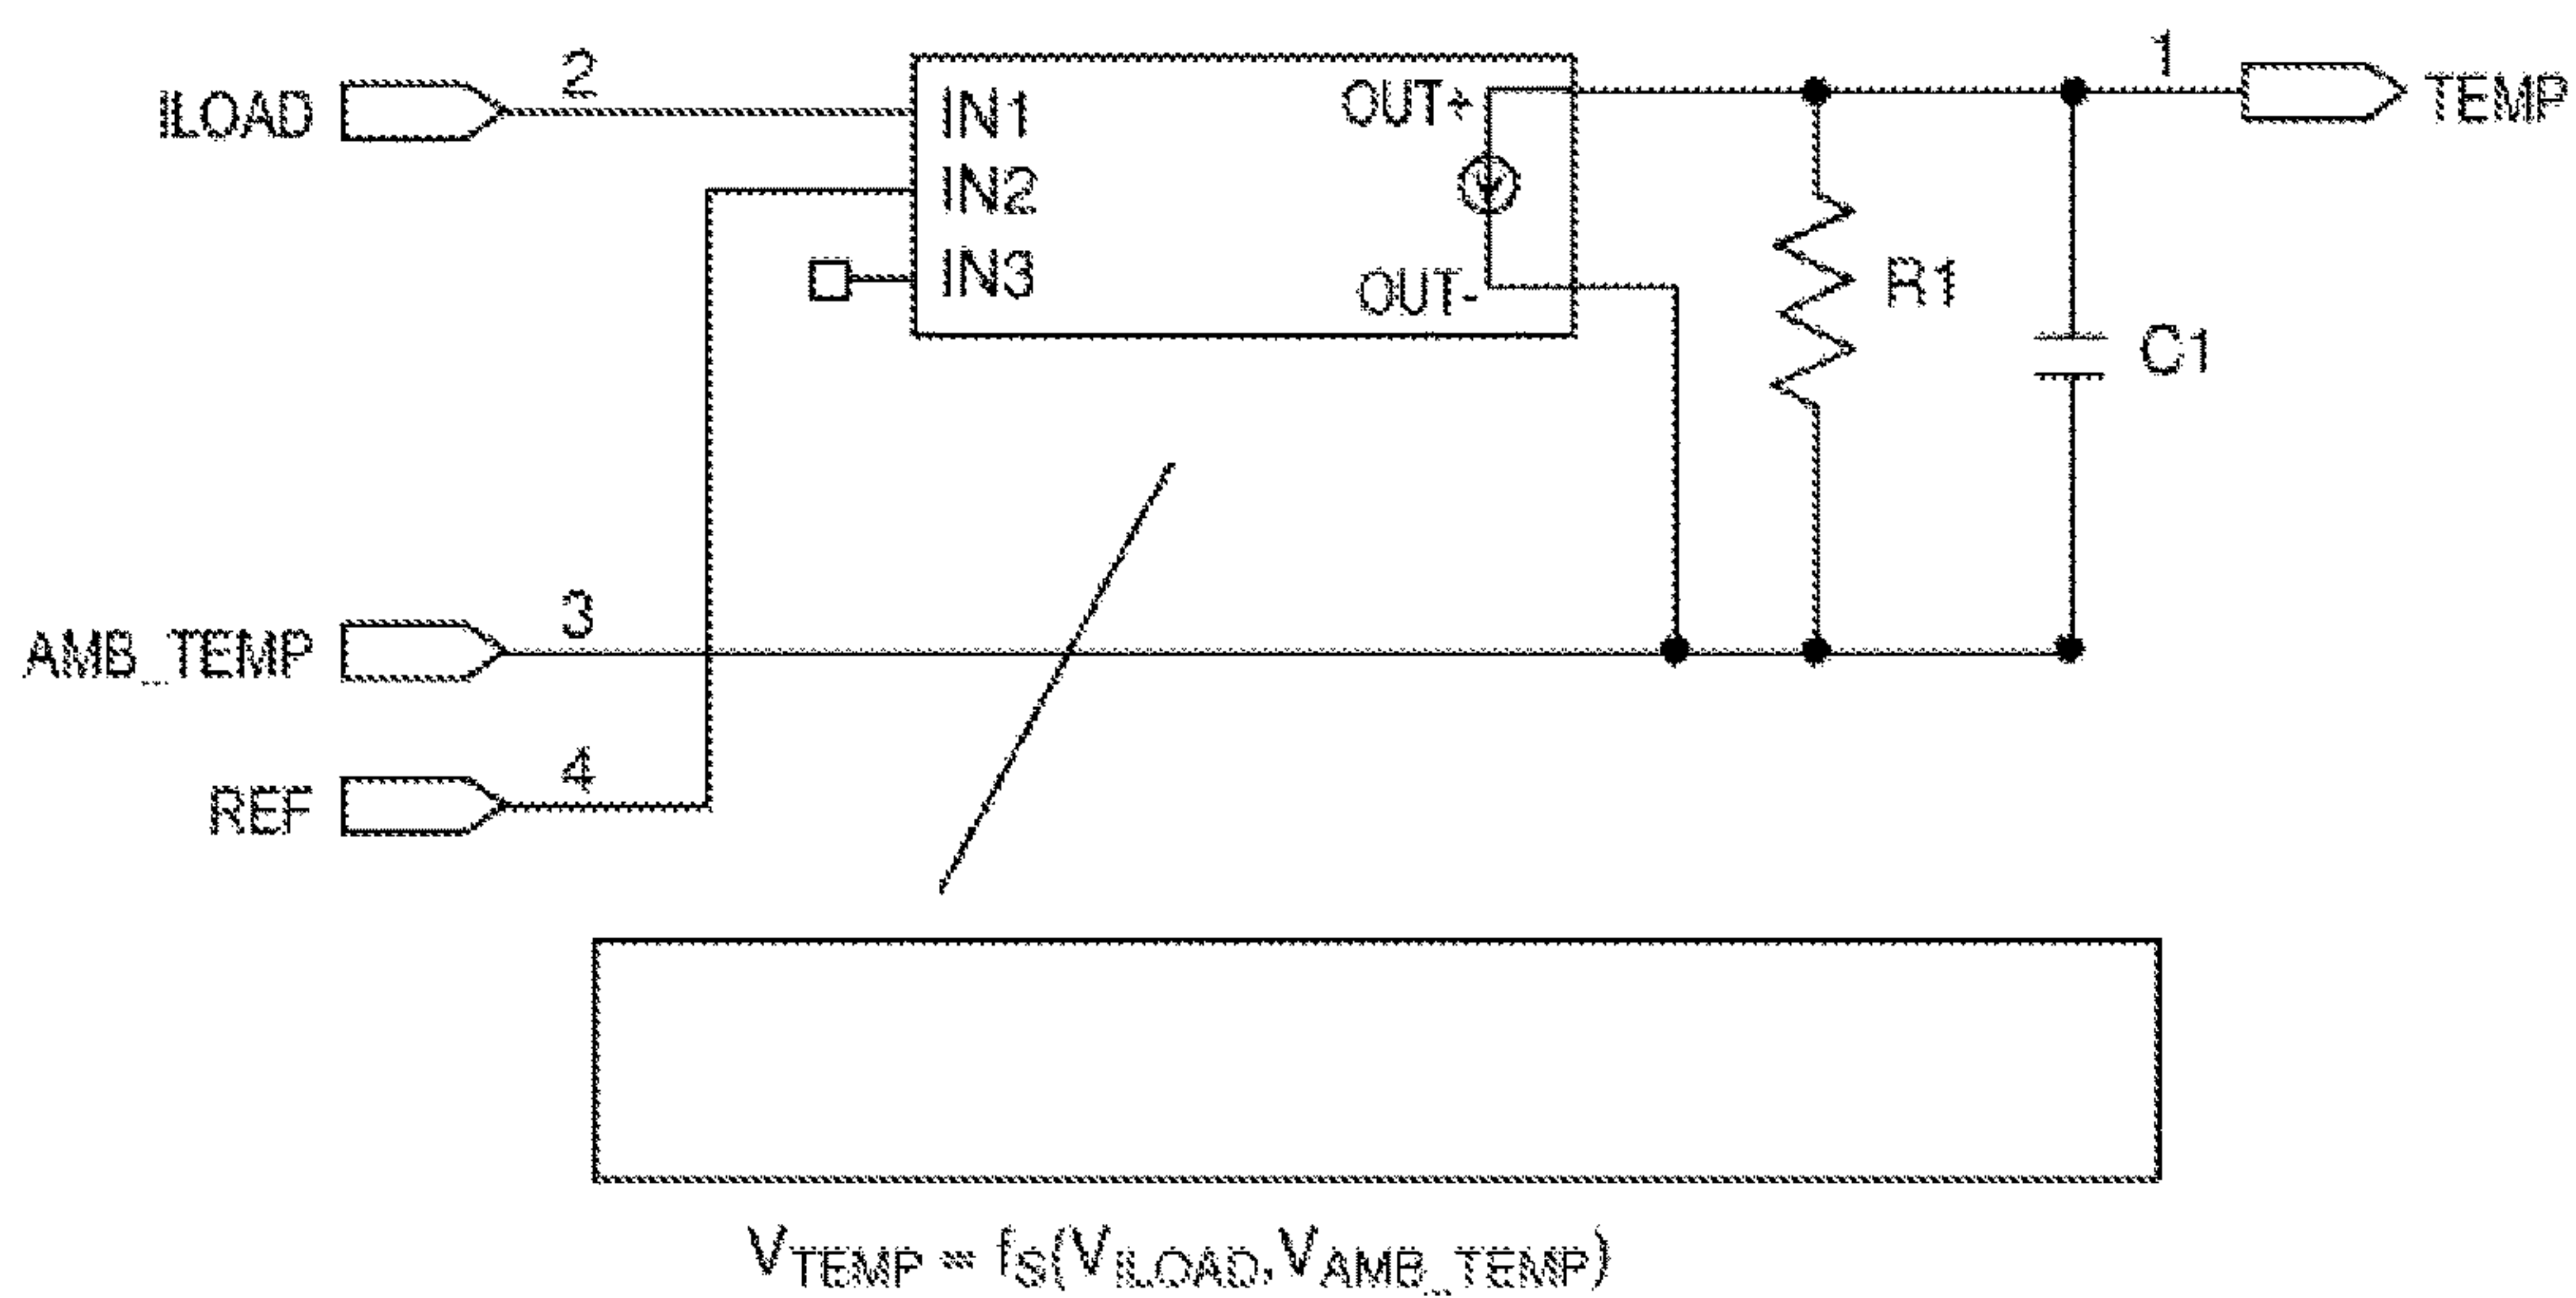 ILOAD
2
IN1
IN2
IN3
OUT+
OUT-
1
TEMP
R1
C1
AMB_TEMP
3
REF
4
VTEMP = fS(VILOAD,VAMB_TEMP)